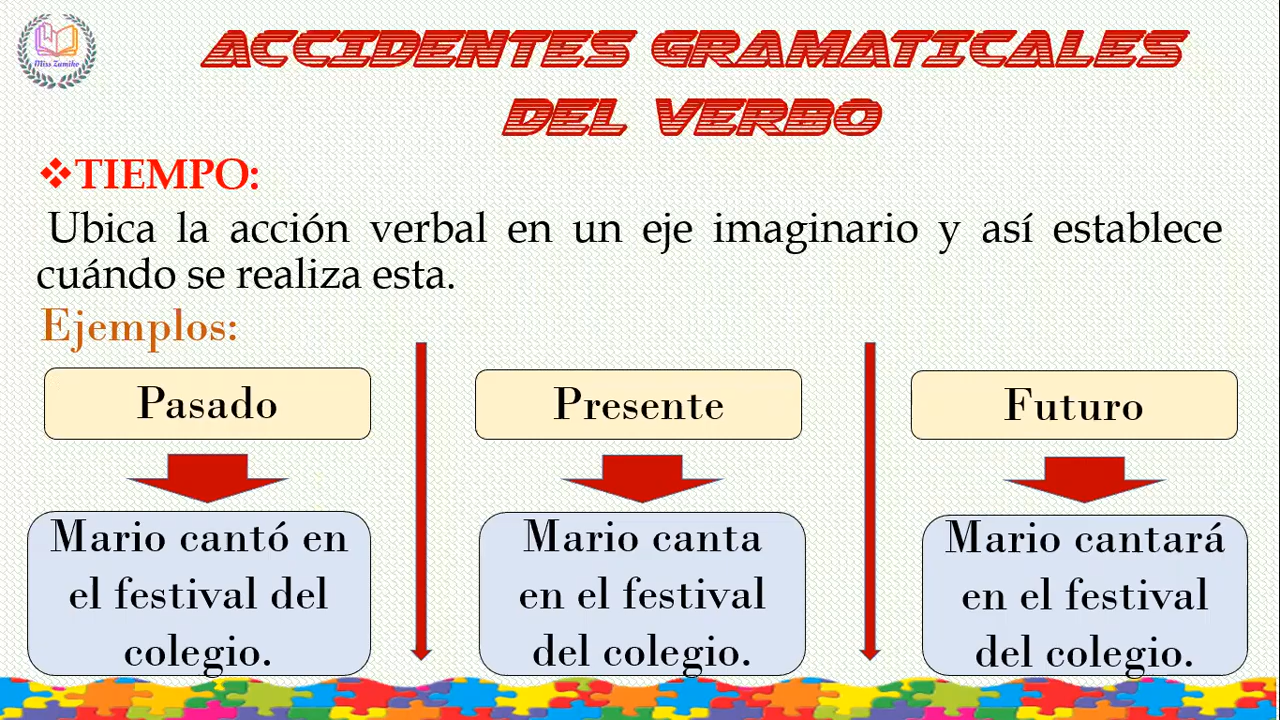 Miss Zamiko
ACCIDENTES GRAMATICALES
DEL VERBO
❖TIEMPO:
Ubica la acción verbal en un eje imaginario y así establece
cuándo se realiza esta.
Ejemplos:
Pasado
Mario cantó en
el festival del
colegio.
Presente
Mario canta
en el festival
del colegio.
Futuro
Mario cantará
en el festival
del colegio.